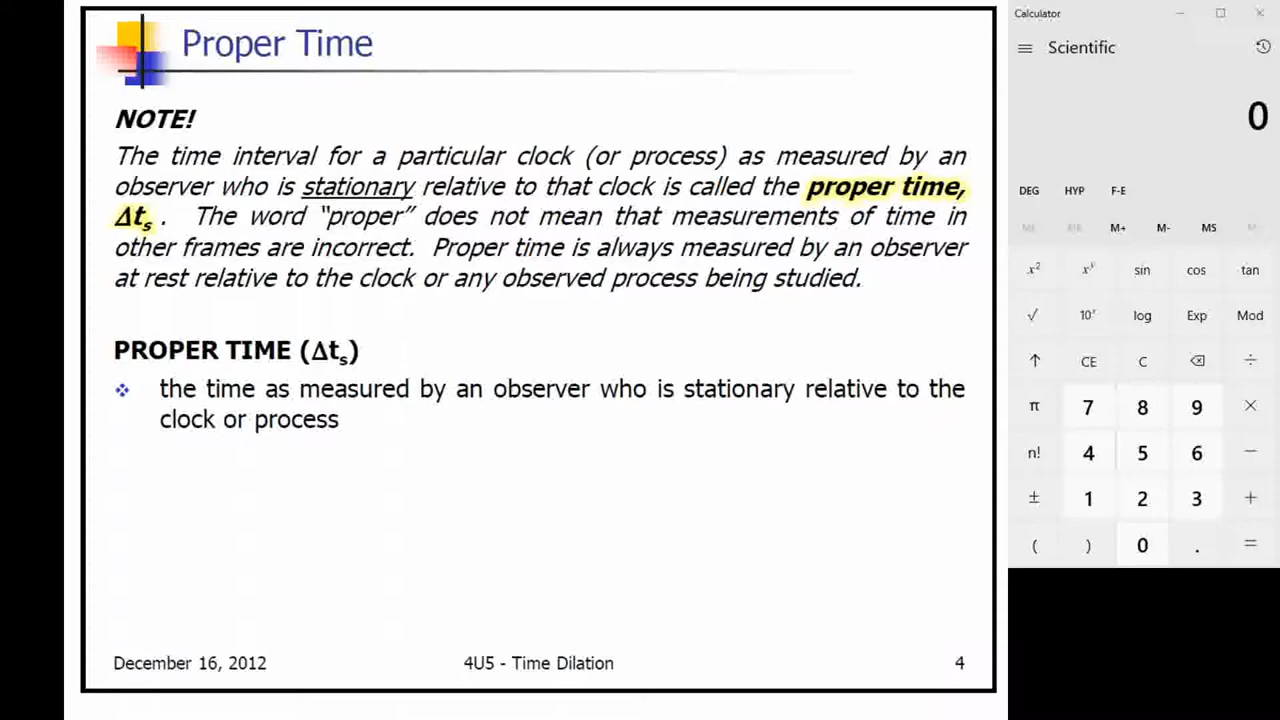 Proper Time
NOTE!
The time interval for a particular clock (or process) as measured by an
observer who is stationary relative to that clock is called the proper time,
Δts . The word “proper” does not mean that measurements of time in
other frames are incorrect. Proper time is always measured by an observer
at rest relative to the clock or any observed process being studied.
PROPER TIME (Δts)
❖ the time as measured by an observer who is stationary relative to the
clock or process
December 16, 2012 4U5 - Time Dilation 4
Calculator
Scientific
0
DEG HYP F-E
MC MR M+ M- MS
x² xʸ sin cos tan
√ 10ˣ log Exp Mod
↑ CE C ⌫ ÷
π 7 8 9 ×
n! 4 5 6 −
± 1 2 3 +
( ) 0 . =